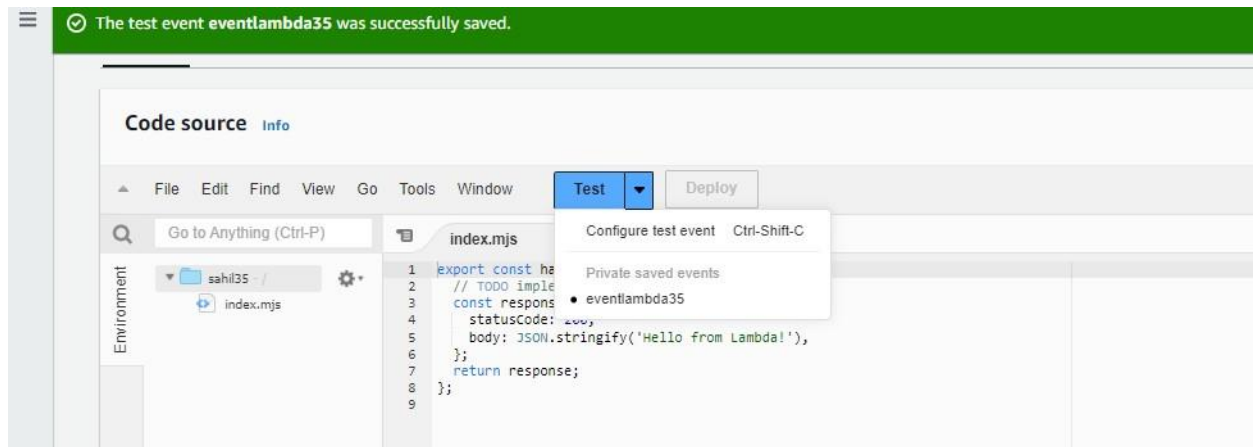 The test event eventlambda35 was successfully saved.
Code source Info
File Edit Find View Go Tools Window Test Deploy
Go to Anything (Ctrl-P)
index.mjs
Configure test event Ctrl-Shift-C
Private saved events
eventlambda35
Environment
sahil35 - /
index.mjs
1 export const ha
2 // TODO imple
3 const respons
4 statusCode: 200,
5 body: JSON.stringify('Hello from Lambda!'),
6 };
7 return response;
8 };
9